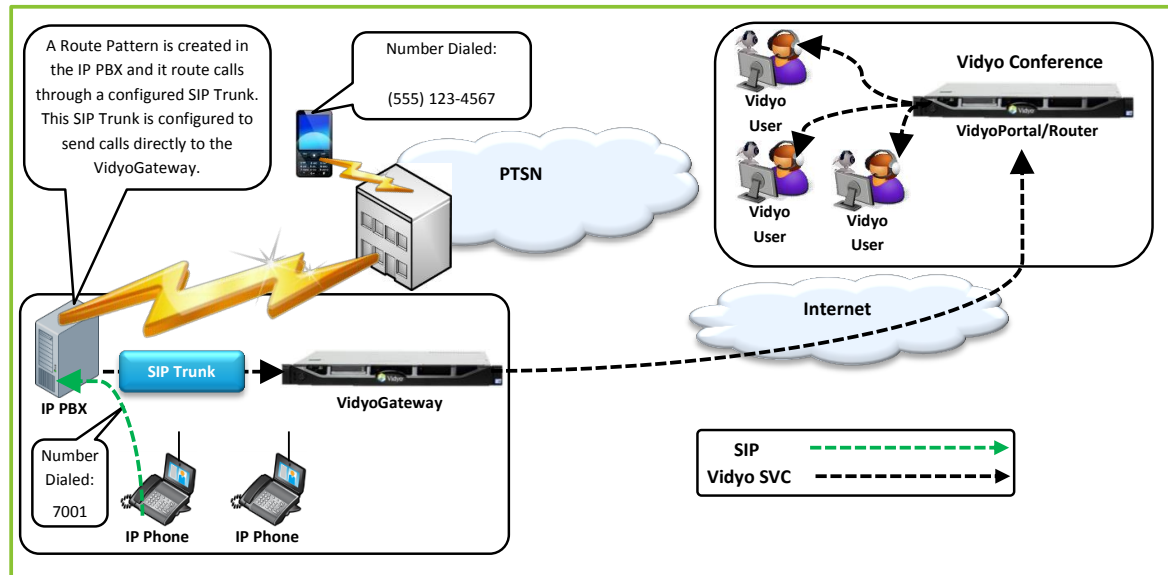 A Route Pattern is created in
the IP PBX and it route calls
through a configured SIP Trunk.
This SIP Trunk is configured to
send calls directly to the
VidyoGateway.
Number Dialed:
(555) 123-4567
PTSN
Vidyo Conference
Vidyo
User
Vidyo
VidyoPortal/Router
Vidyo
User
Vidyo
User
Internet
SIP Trunk
IP PBX
Vidyo
VidyoGateway
Number
Dialed:
7001
IP Phone
IP Phone
SIP
Vidyo SVC